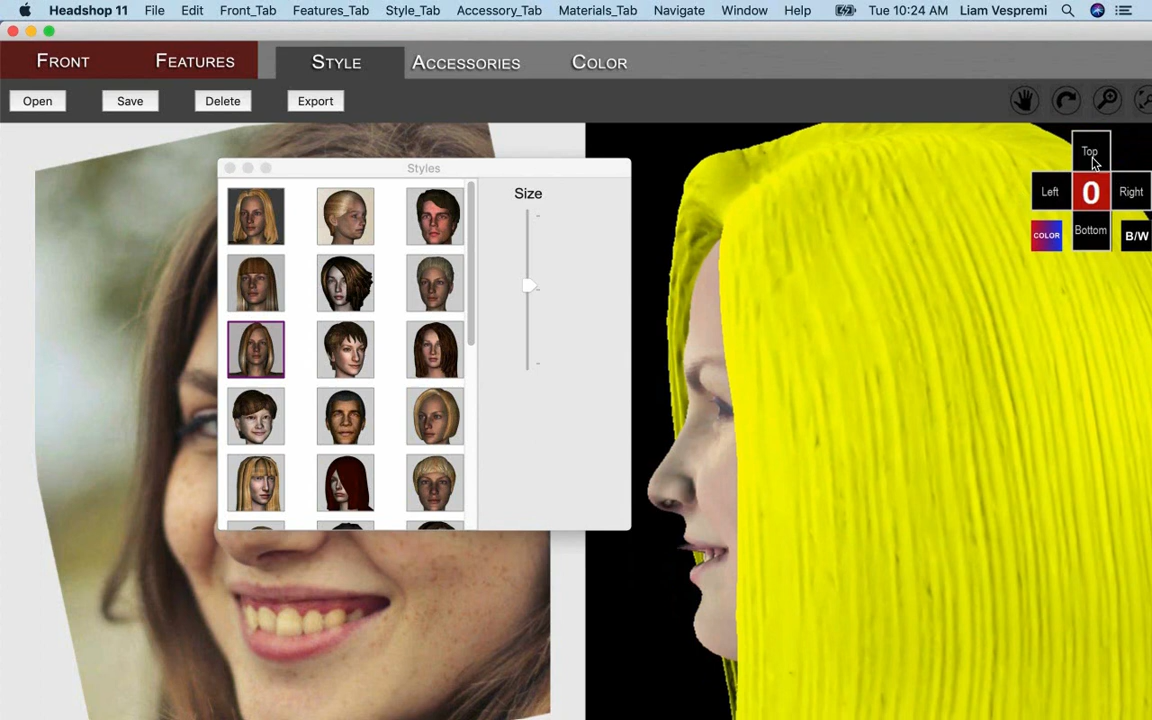 Headshop 11 File Edit Front_Tab Features_Tab Style_Tab Accessory_Tab Materials_Tab Navigate Window Help Tue 10:24 AM Liam Vespremi
FRONT FEATURES STYLE ACCESSORIES COLOR
Open Save Delete Export
Styles
Size
Top
Left 0 Right
COLOR Bottom B/W